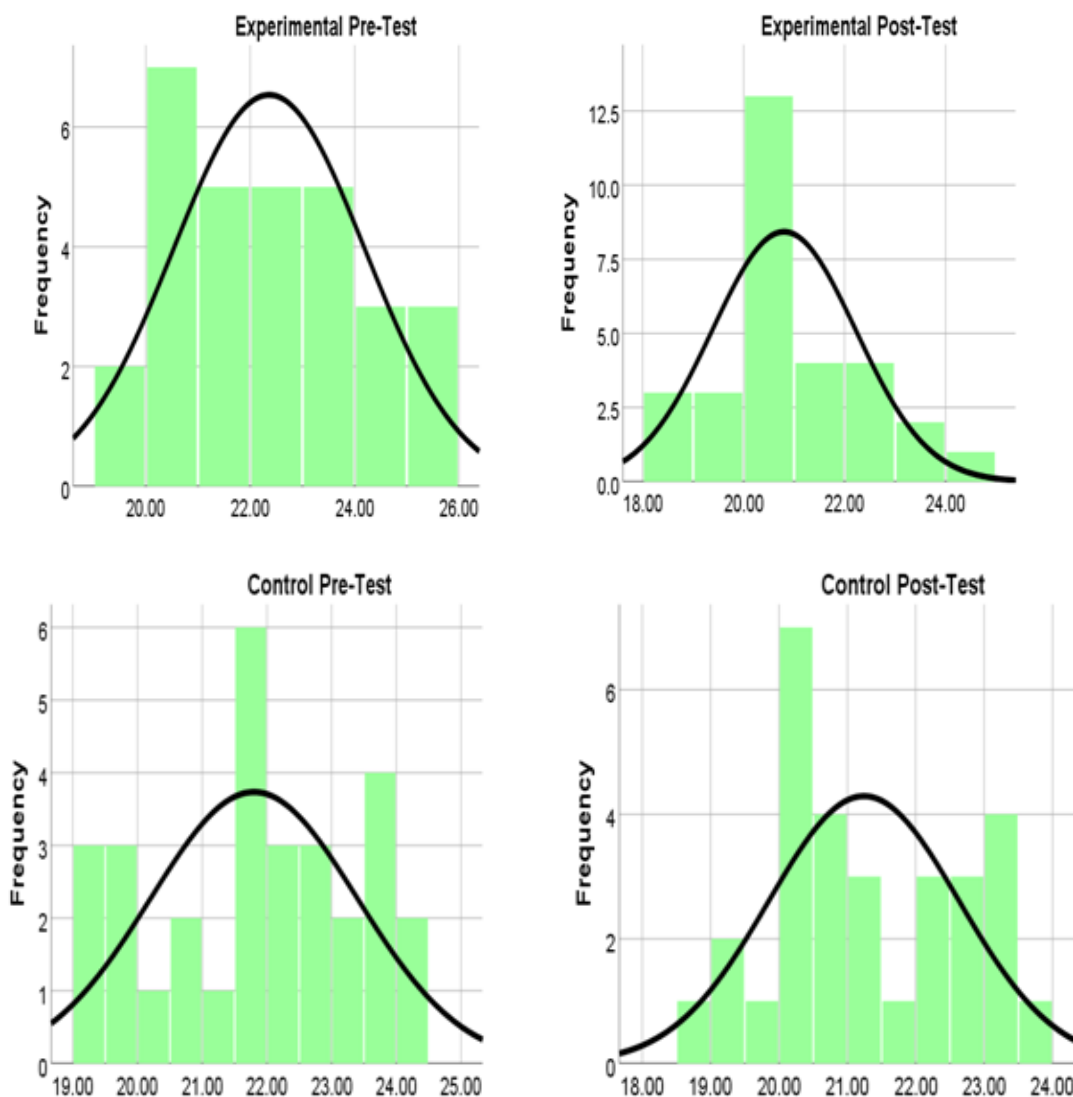 Experimental Pre-Test
Frequency
6
4
2
0
20.00 22.00 24.00 26.00
Experimental Post-Test
Frequency
12.5
10.0
7.5
5.0
2.5
0.0
18.00 20.00 22.00 24.00
Control Pre-Test
Frequency
6
5
4
3
2
1
0
19.00 20.00 21.00 22.00 23.00 24.00 25.00
Control Post-Test
Frequency
6
4
2
0
18.00 19.00 20.00 21.00 22.00 23.00 24.00